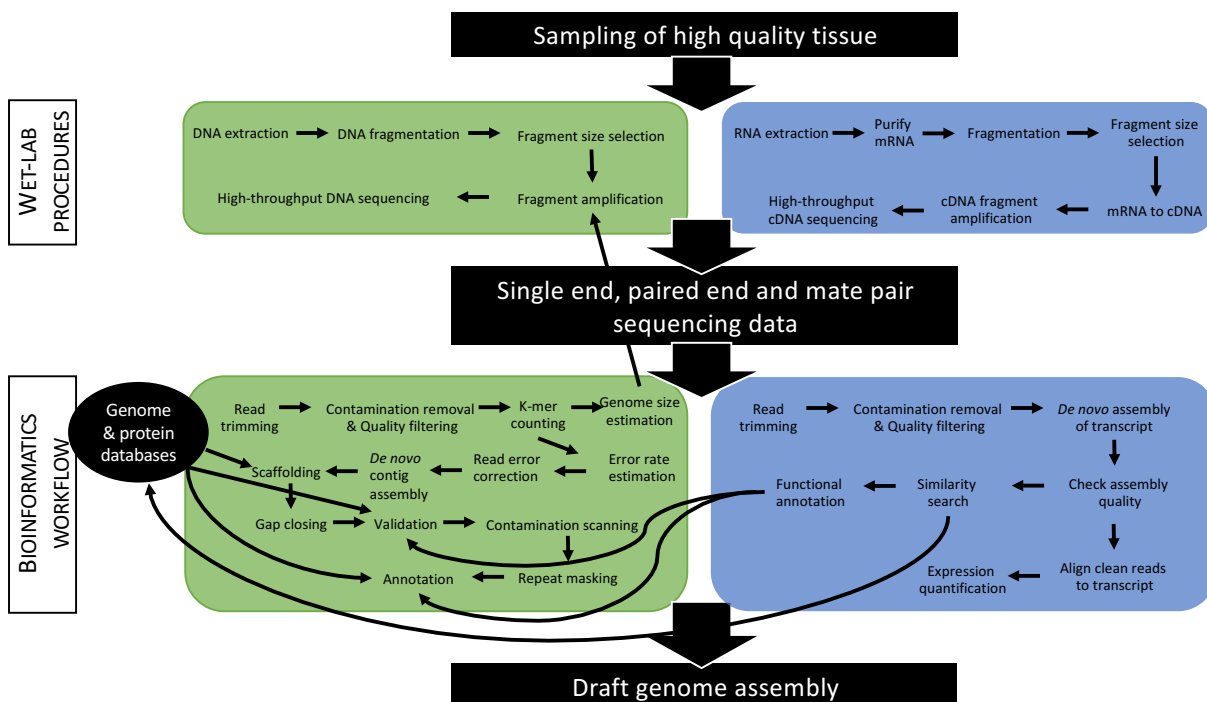 Sampling of high quality tissue
WET-LAB
PROCEDURES
DNA extraction
DNA fragmentation
Fragment size selection
High-throughput DNA sequencing
Fragment amplification
RNA extraction
Purify
mRNA
Fragmentation
Fragment size
selection
High-throughput
cDNA sequencing
cDNA fragment
amplification
mRNA to cDNA
Single end, paired end and mate pair
sequencing data
BIOINFORMATICS
WORKFLOW
Genome
& protein
databases
Read
trimming
Contamination removal
& Quality filtering
K-mer
counting
Genome size
estimation
Scaffolding
De novo
contig
assembly
Read error
correction
Error rate
estimation
Gap closing
Validation
Contamination scanning
Annotation
Repeat masking
Read
trimming
Contamination removal
& Quality filtering
De novo assembly
of transcript
Functional
annotation
Similarity
search
Check assembly
quality
Expression
quantification
Align clean reads
to transcript
Draft genome assembly